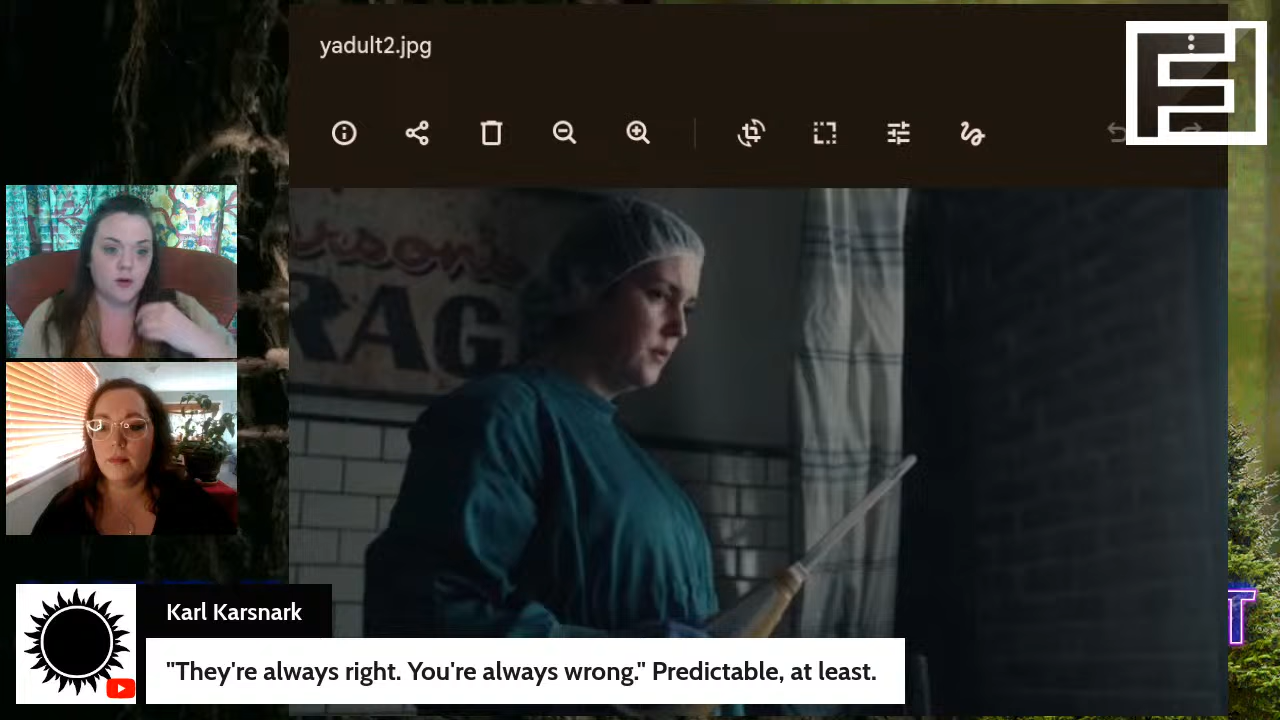 yadult2.jpg
RAG
Karl Karsnark
"They're always right. You're always wrong." Predictable, at least.
T